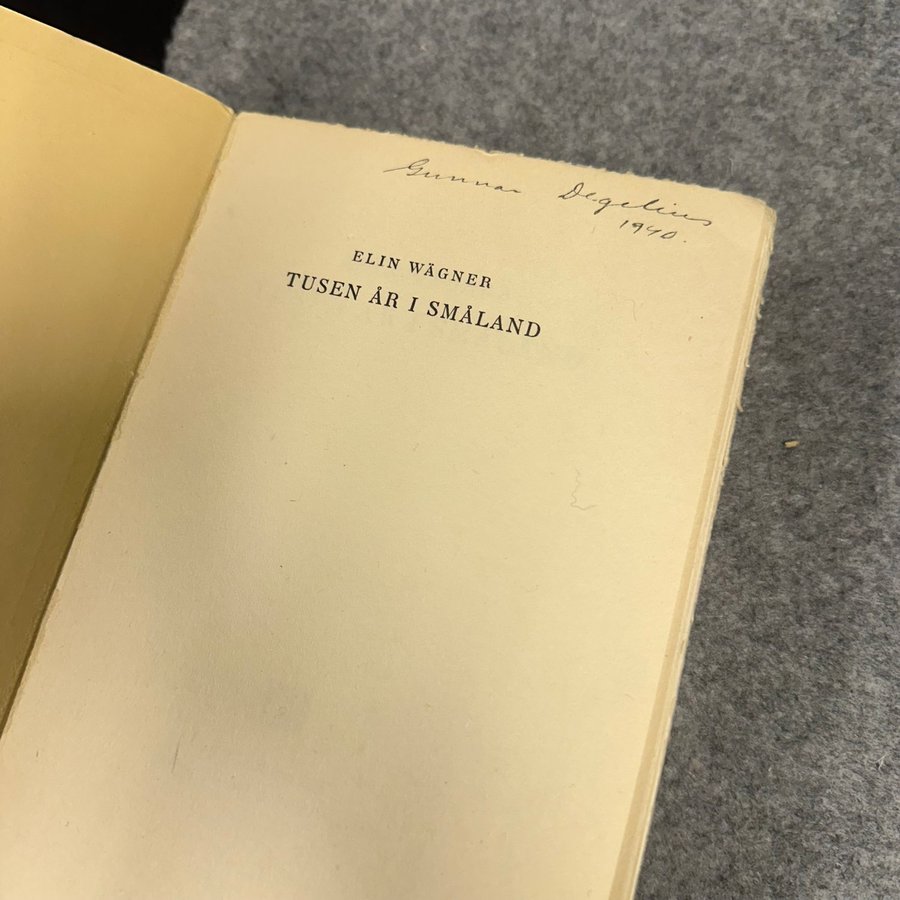 Gunnar Degelius
1940.
ELIN WÄGNER
TUSEN ÅR I SMÅLAND